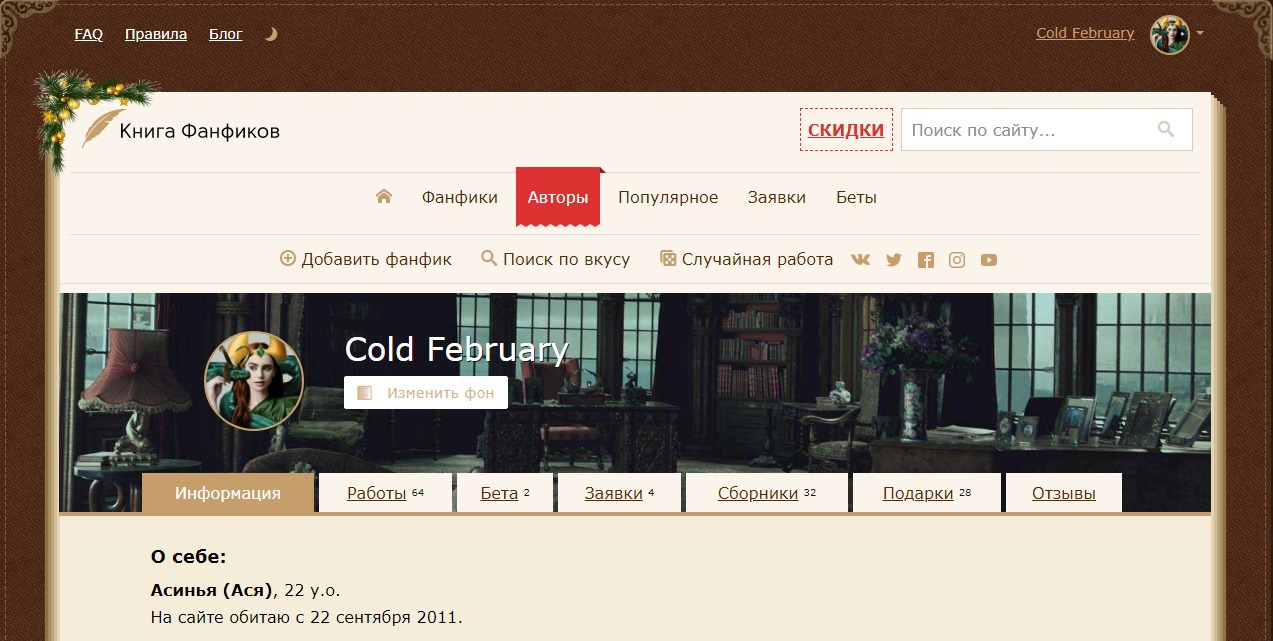 FAQ Правила Блог
Cold February
Книга Фанфиков
СКИДКИ
Поиск по сайту...
Фанфики Авторы Популярное Заявки Беты
Добавить фанфик Поиск по вкусу Случайная работа
Cold February
Изменить фон
Информация Работы 64 Бета 2 Заявки 4 Сборники 32 Подарки 28 Отзывы
О себе:
Асинья (Ася), 22 y.o.
На сайте обитаю с 22 сентября 2011.